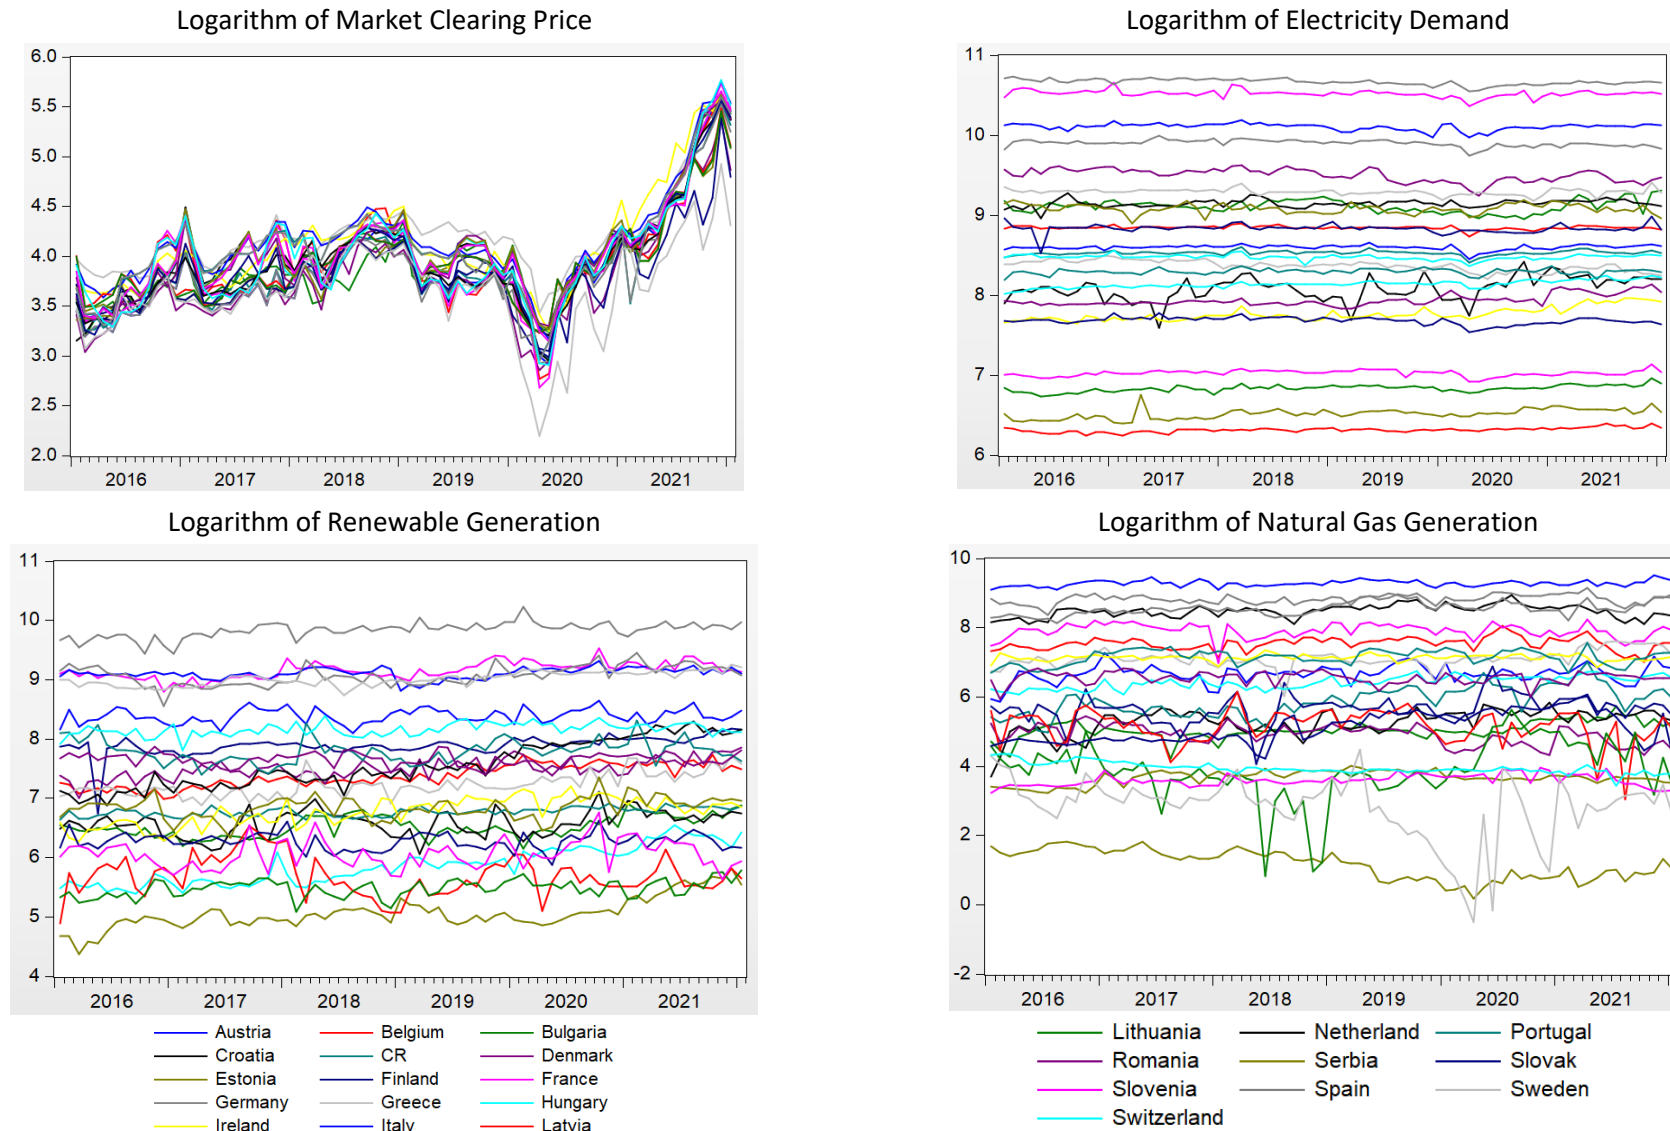 Logarithm of Market Clearing Price
6.0
5.5
5.0
4.5
4.0
3.5
3.0
2.5
2.0
2016 2017 2018 2019 2020 2021
Logarithm of Electricity Demand
11
10
9
8
7
6
2016 2017 2018 2019 2020 2021
Logarithm of Renewable Generation
11
10
9
8
7
6
5
4
2016 2017 2018 2019 2020 2021
Logarithm of Natural Gas Generation
10
8
6
4
2
0
-2
2016 2017 2018 2019 2020 2021
Austria Belgium Bulgaria
Croatia CR Denmark
Estonia Finland France
Germany Greece Hungary
Ireland Italy Latvia
Lithuania Netherland Portugal
Romania Serbia Slovak
Slovenia Spain Sweden
Switzerland